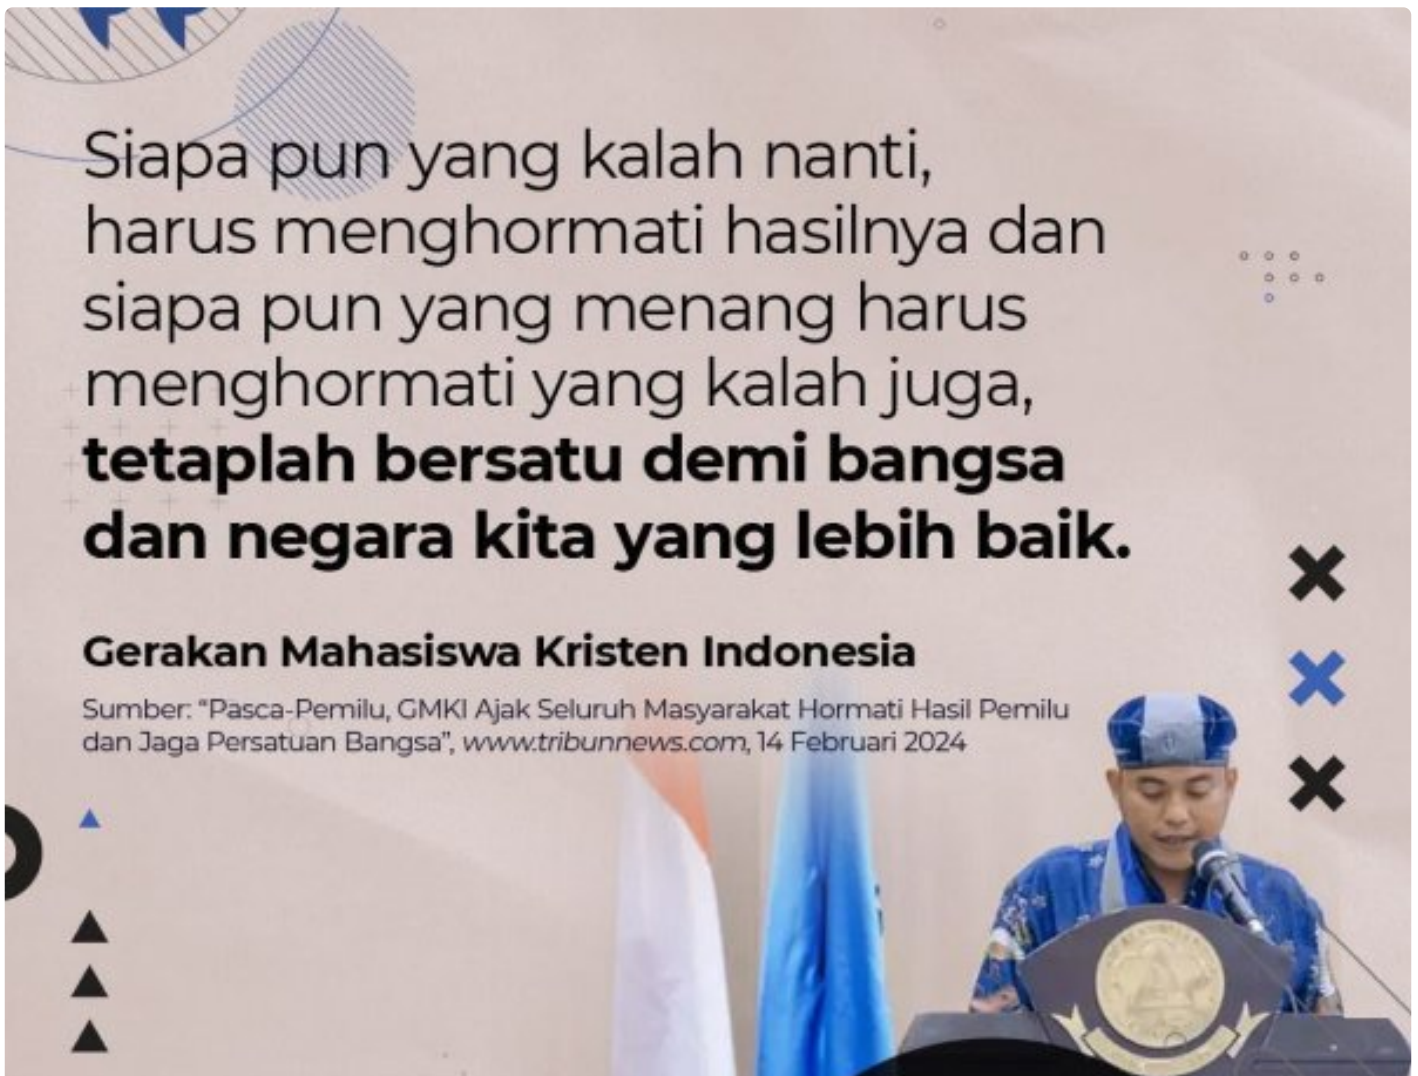 Siapa pun yang kalah nanti,
harus menghormati hasilnya dan
siapa pun yang menang harus
menghormati yang kalah juga,
tetaplah bersatu demi bangsa
dan negara kita yang lebih baik.
Gerakan Mahasiswa Kristen Indonesia
Sumber: “Pasca-Pemilu, GMKI Ajak Seluruh Masyarakat Hormati Hasil Pemilu
dan Jaga Persatuan Bangsa”, www.tribunnews.com, 14 Februari 2024